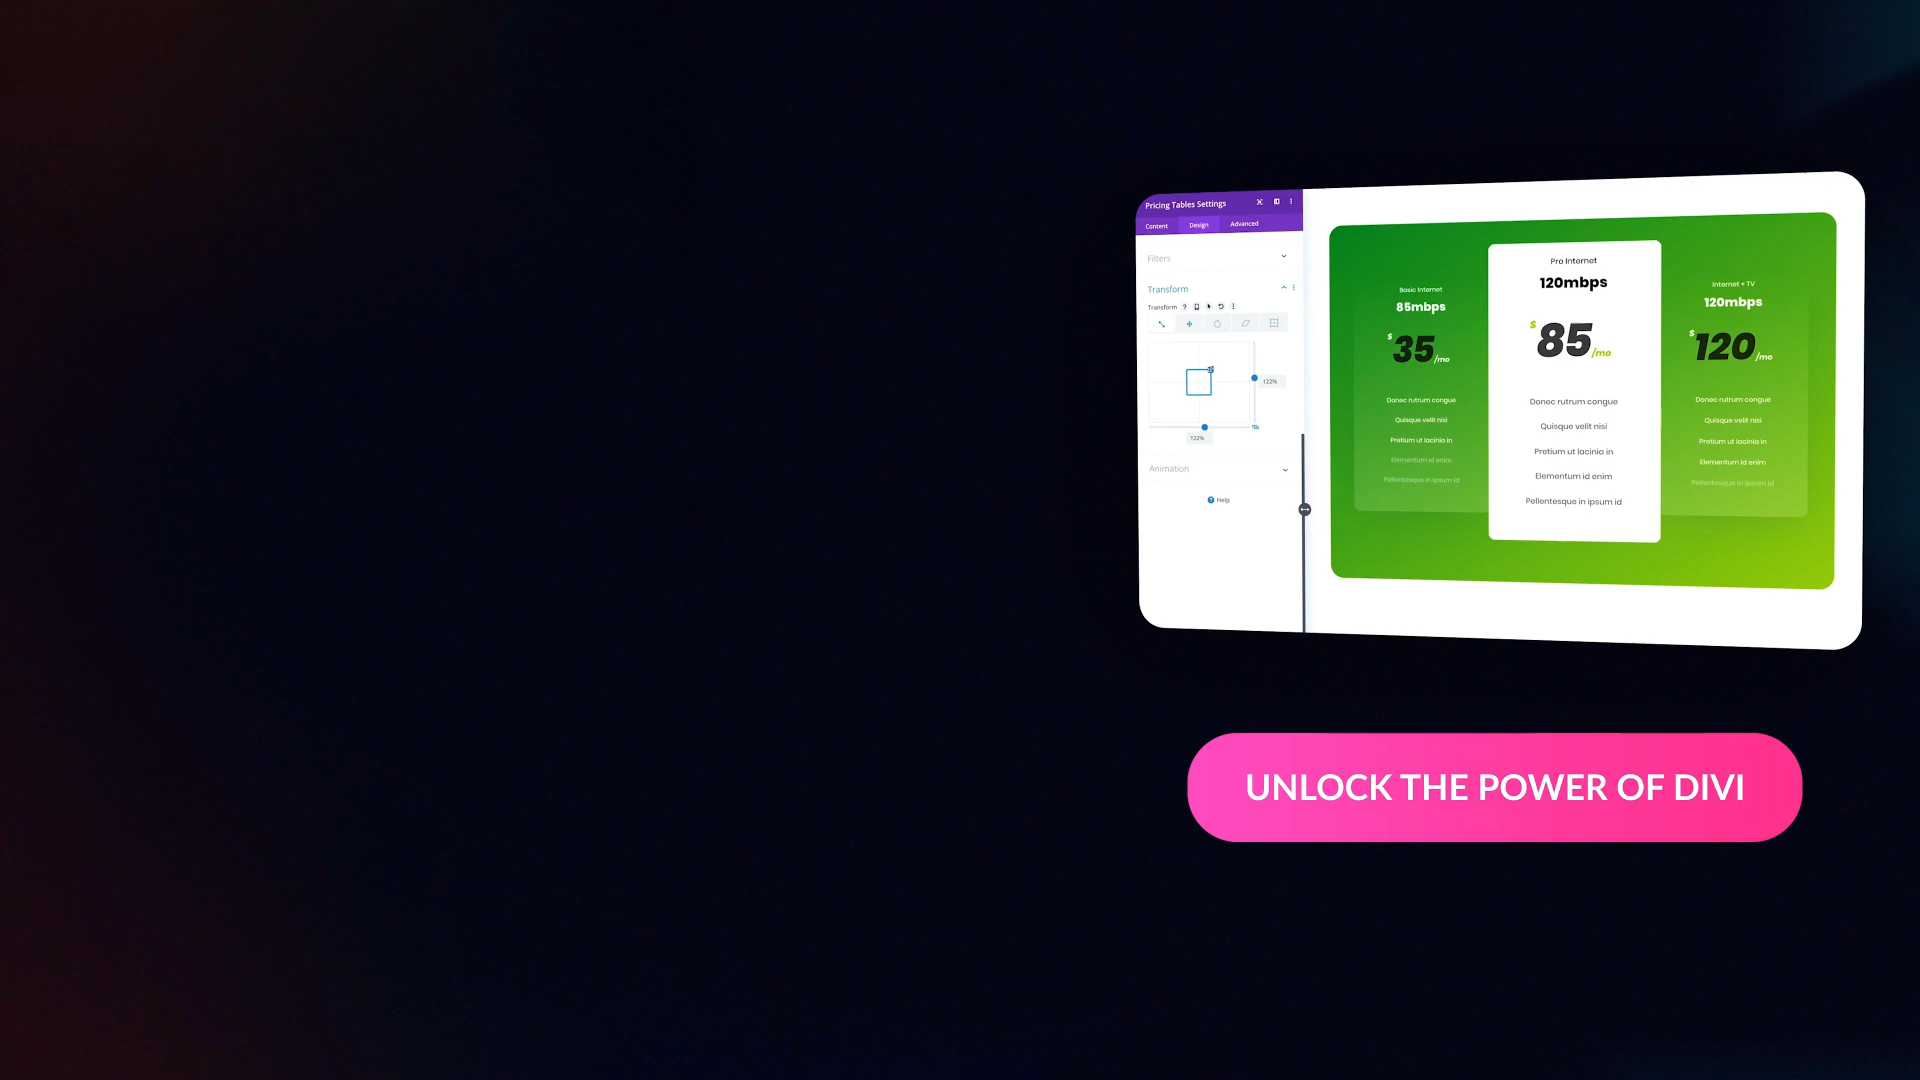 Pricing Tables Settings
Content Design Advanced
Filters
Transform
Transform ?
122%
122%
Animation
? Help
Basic Internet
85mbps
$35/mo
Donec rutrum congue
Quisque velit nisi
Pretium ut lacinia in
Elementum id enim
Pellentesque in ipsum id
Pro Internet
120mbps
$85/mo
Donec rutrum congue
Quisque velit nisi
Pretium ut lacinia in
Elementum id enim
Pellentesque in ipsum id
Internet + TV
120mbps
$120/mo
Donec rutrum congue
Quisque velit nisi
Pretium ut lacinia in
Elementum id enim
Pellentesque in ipsum id
UNLOCK THE POWER OF DIVI